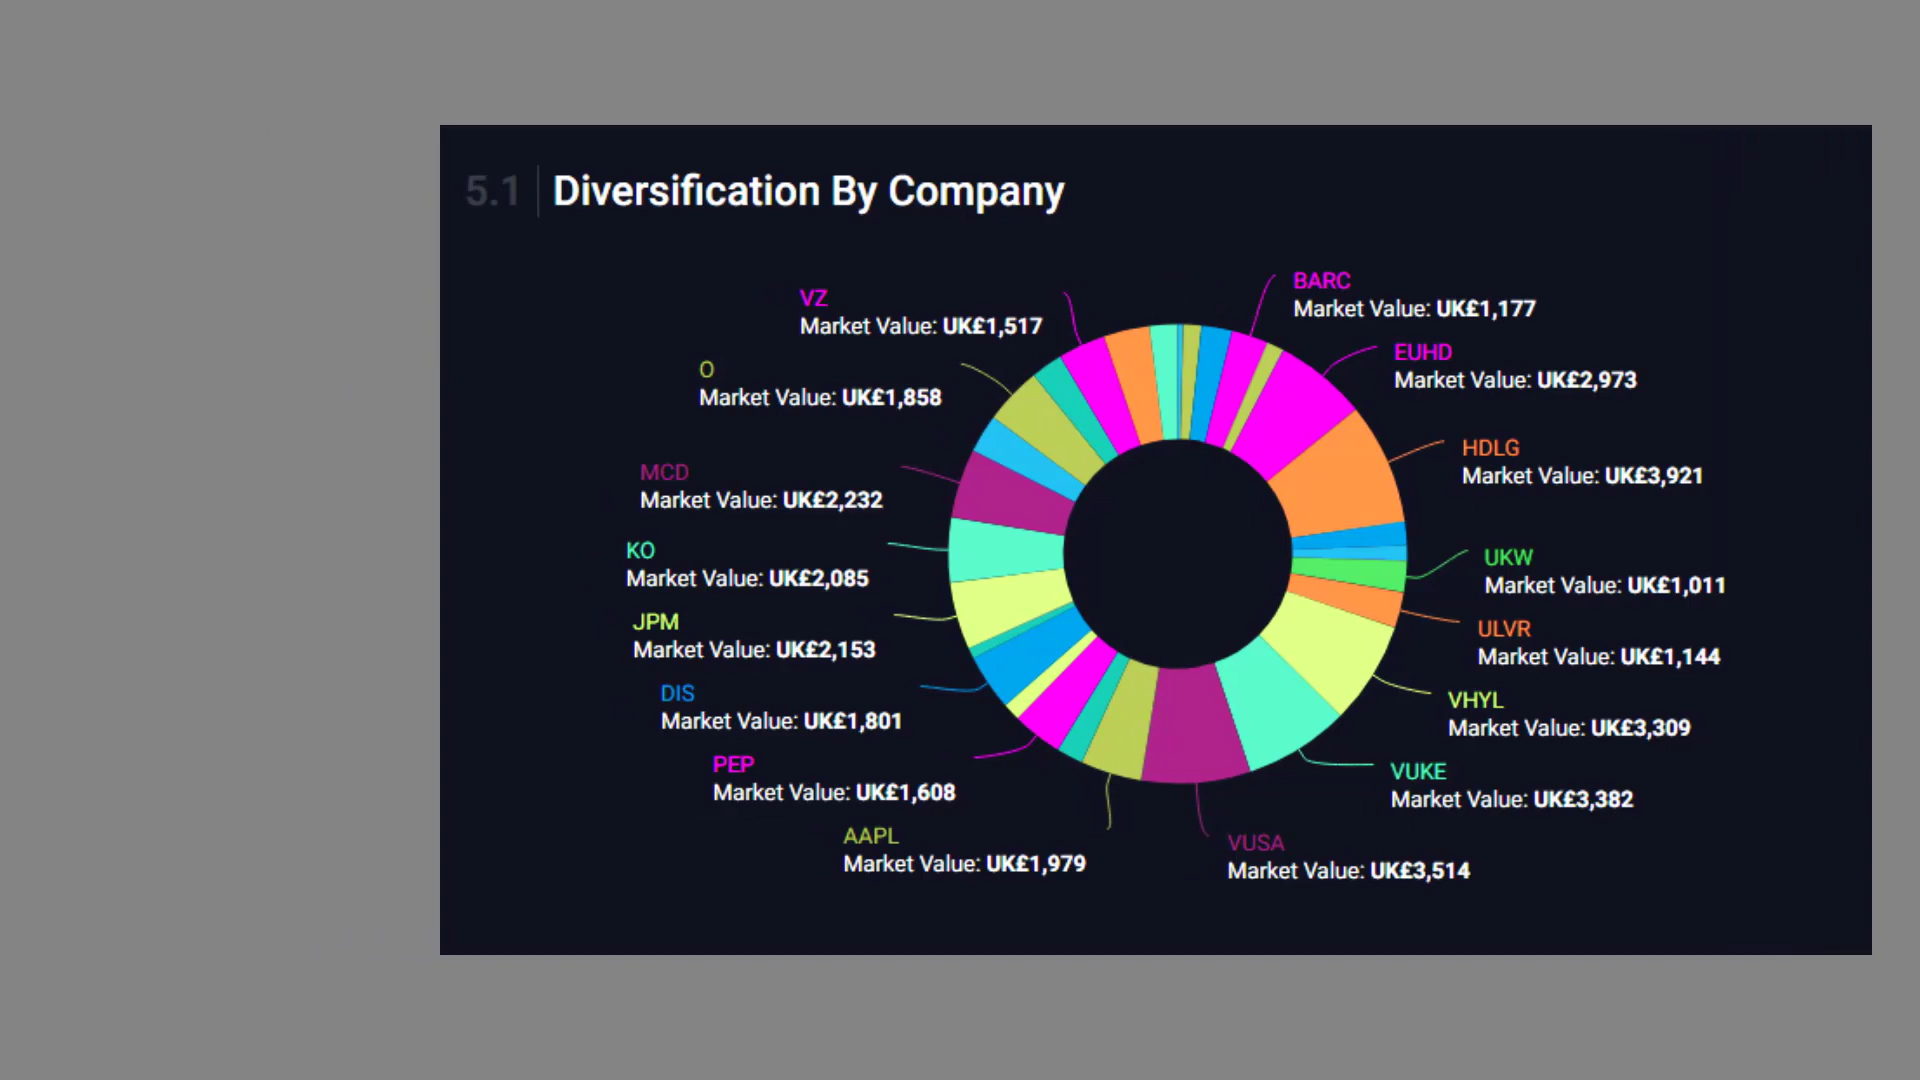 5.1 Diversification By Company
BARC
Market Value: UK£1,177
EUHD
Market Value: UK£2,973
HDLG
Market Value: UK£3,921
UKW
Market Value: UK£1,011
ULVR
Market Value: UK£1,144
VHYL
Market Value: UK£3,309
VUKE
Market Value: UK£3,382
VUSA
Market Value: UK£3,514
AAPL
Market Value: UK£1,979
PEP
Market Value: UK£1,608
DIS
Market Value: UK£1,801
JPM
Market Value: UK£2,153
KO
Market Value: UK£2,085
MCD
Market Value: UK£2,232
O
Market Value: UK£1,858
VZ
Market Value: UK£1,517